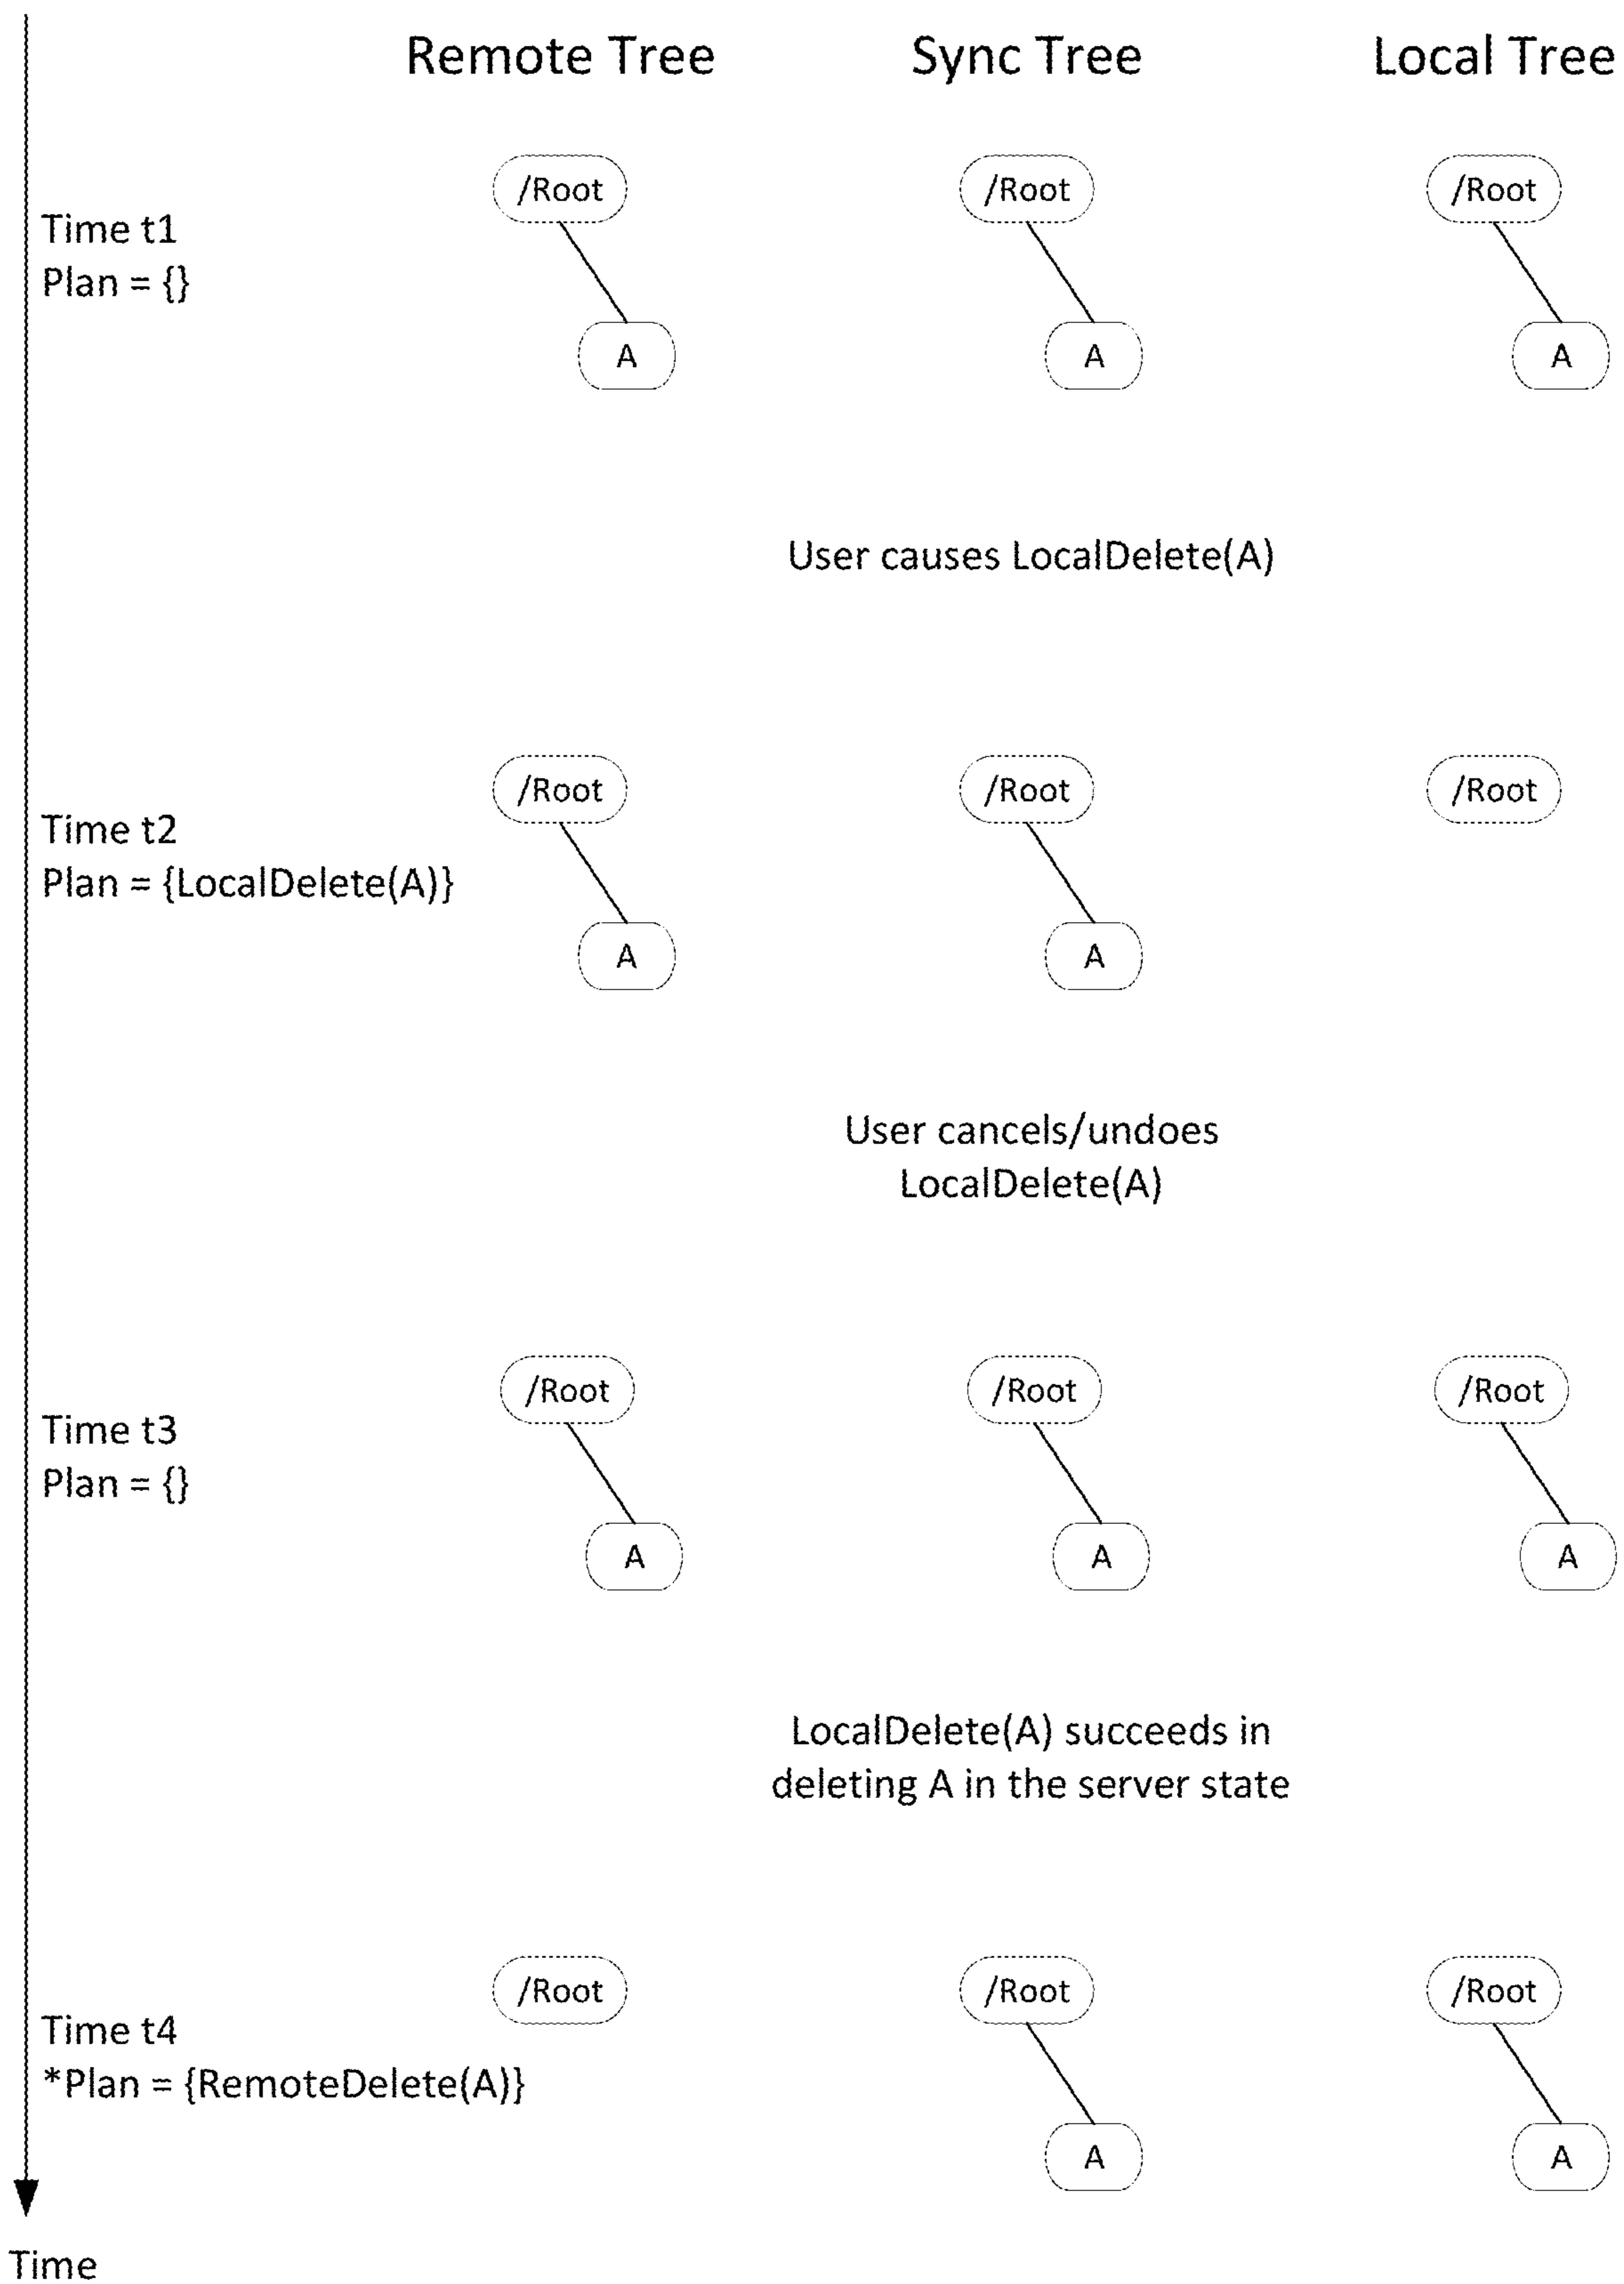 Remote Tree
Sync Tree
Local Tree
/Root
/Root
/Root
Time t1
Plan = {}
A
A
A
User causes LocalDelete(A)
/Root
/Root
/Root
Time t2
Plan = {LocalDelete(A)}
A
A
User cancels/undoes
LocalDelete(A)
/Root
/Root
/Root
Time t3
Plan = {}
A
A
A
LocalDelete(A) succeeds in
deleting A in the server state
/Root
/Root
/Root
Time t4
*Plan = {RemoteDelete(A)}
A
A
Time